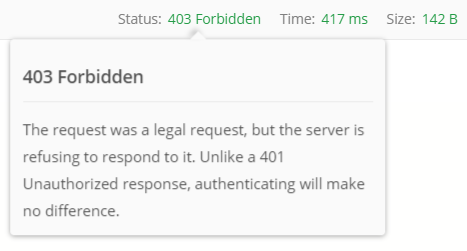 Status: 403 Forbidden Time: 417 ms Size: 142 B
403 Forbidden
The request was a legal request, but the server is
refusing to respond to it. Unlike a 401
Unauthorized response, authenticating will make
no difference.